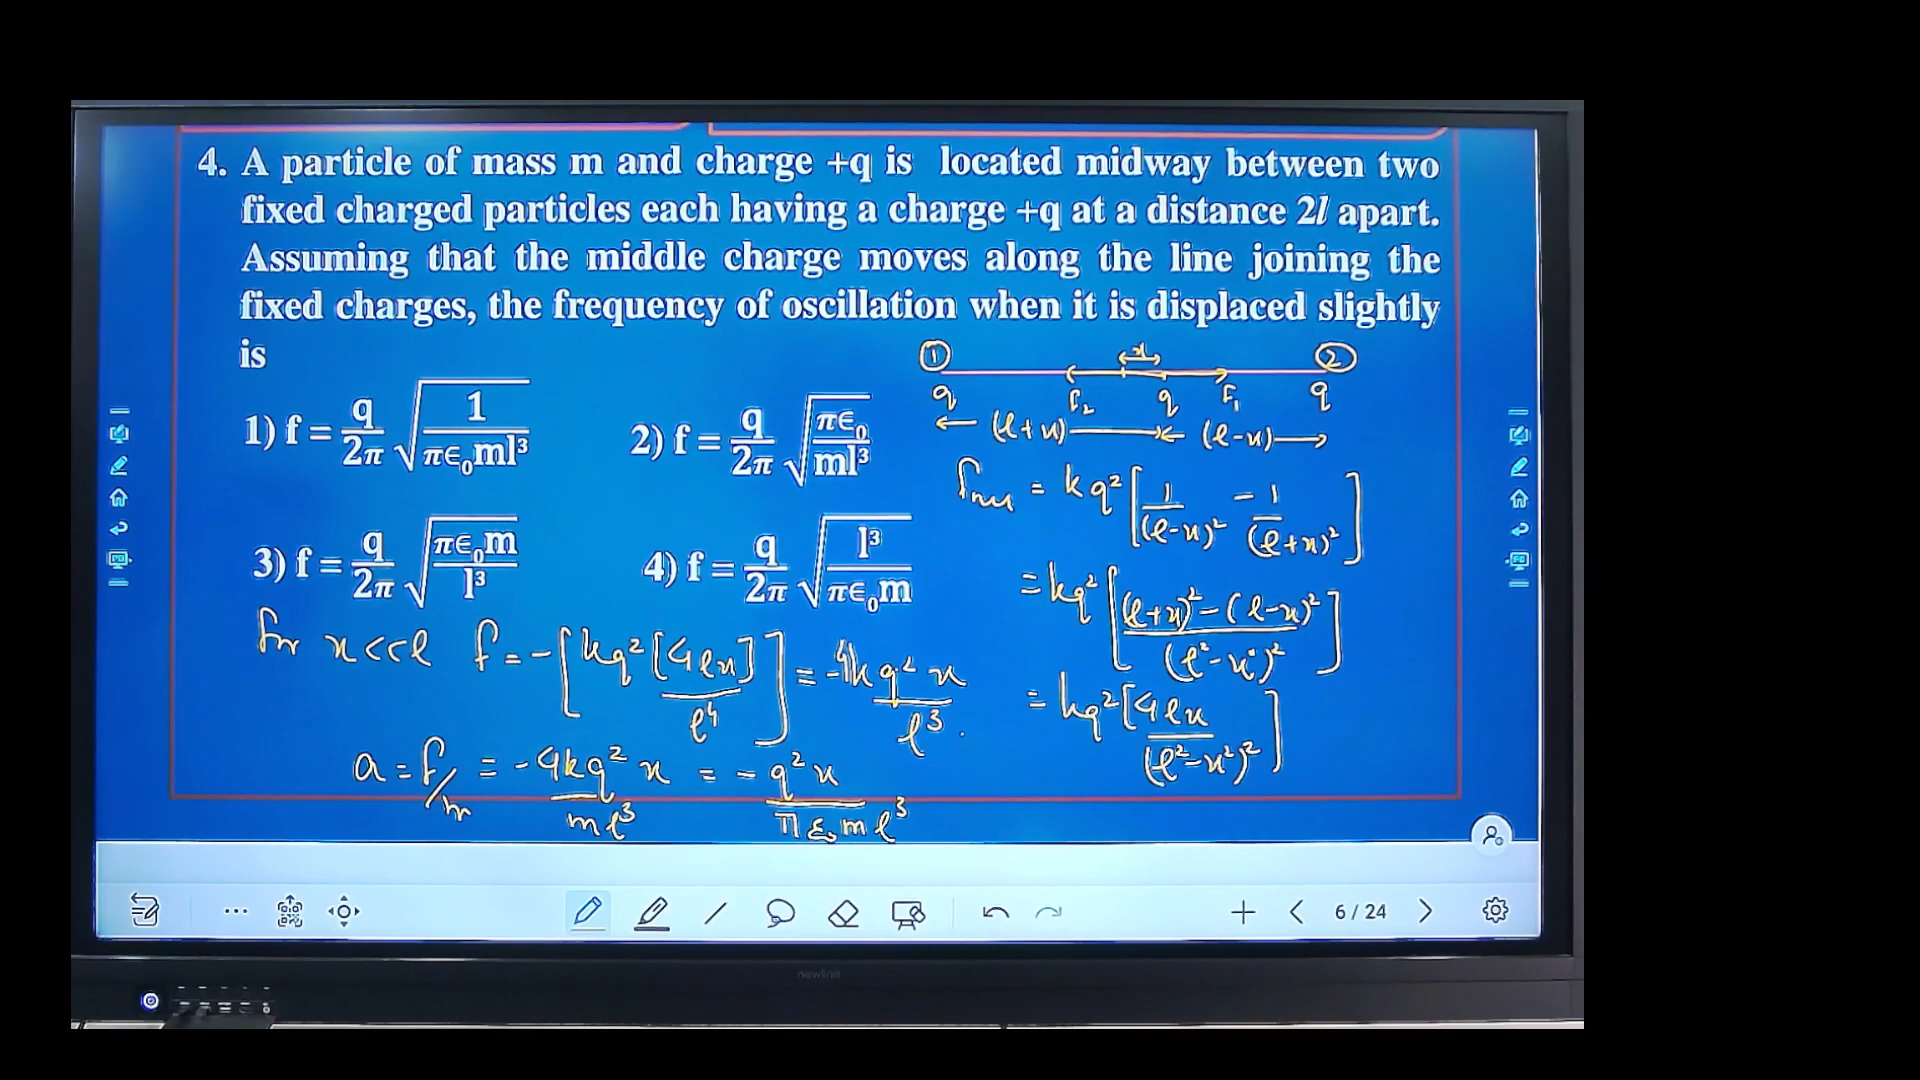 4. A particle of mass m and charge +q is located midway between two
fixed charged particles each having a charge +q at a distance 2l apart.
Assuming that the middle charge moves along the line joining the
fixed charges, the frequency of oscillation when it is displaced slightly
is
1) f = q/2π √(1/πϵ₀ml³)
2) f = q/2π √(πϵ₀/ml³)
3) f = q/2π √(πϵ₀m/l³)
4) f = q/2π √(l³/πϵ₀m)
① x ②
q F₂ q F₁ q
(l+x) (l-x)
Fnet = kq² [1/(l-x)² - 1/(l+x)²]
= kq² [(l+x)² - (l-x)² / (l²-x²)²]
= kq² [4lx / (l²-x²)²]
for x<<l f = -[kq² [4lx]/l⁴] = -4kq²x/l³.
a = f/m = -4kq²x/ml³ = -q²x/πε₀ml³
6 / 24
newline